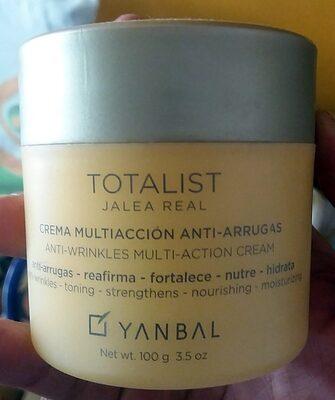 TOTALIST
JALEA REAL
CREMA MULTIACCIÓN ANTI-ARRUGAS
ANTI-WRINKLES MULTI-ACTION CREAM
anti-arrugas - reafirma - fortalece - nutre - hidrata
wrinkles - toning - strengthens - nourishing - moisturizing
YANBAL
Net wt. 100 g 3.5 oz